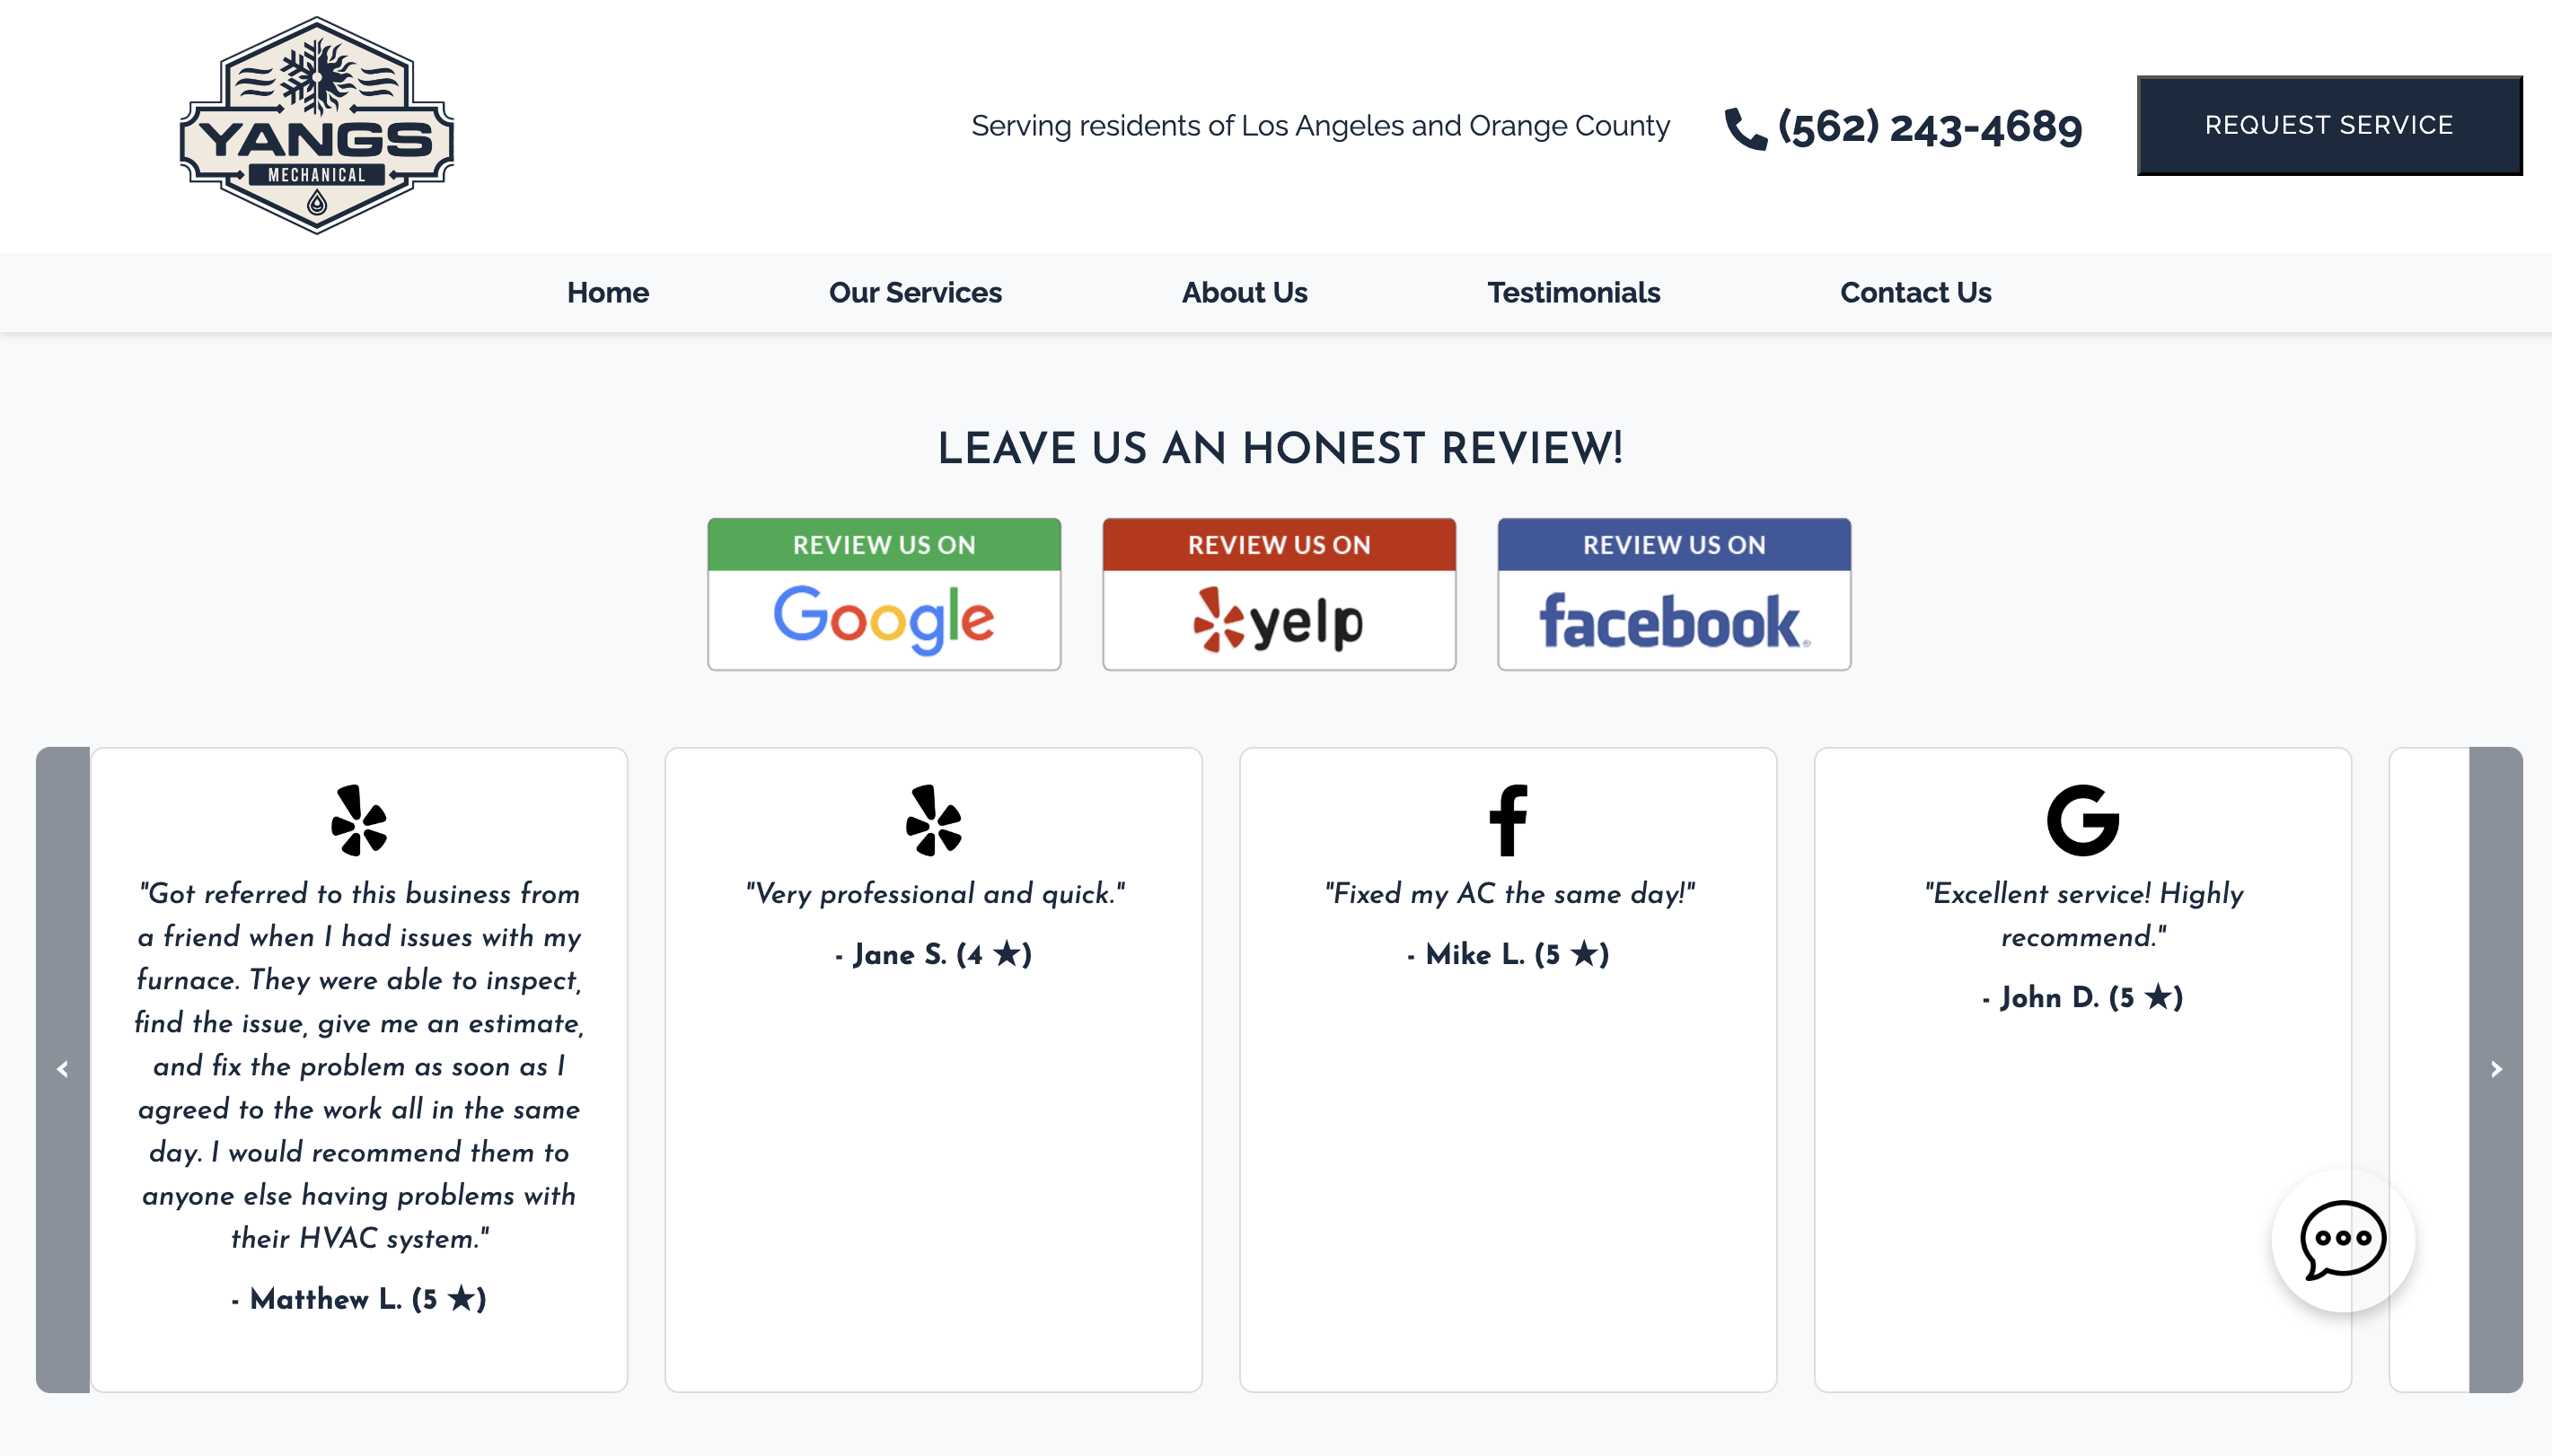 YANGS
MECHANICAL
Serving residents of Los Angeles and Orange County
(562) 243-4689
REQUEST SERVICE
Home
Our Services
About Us
Testimonials
Contact Us
LEAVE US AN HONEST REVIEW!
REVIEW US ON
Google
REVIEW US ON
yelp
REVIEW US ON
facebook®
"Got referred to this business from
a friend when I had issues with my
furnace. They were able to inspect,
find the issue, give me an estimate,
and fix the problem as soon as I
agreed to the work all in the same
day. I would recommend them to
anyone else having problems with
their HVAC system."
- Matthew L. (5 ★)
"Very professional and quick."
- Jane S. (4 ★)
"Fixed my AC the same day!"
- Mike L. (5 ★)
"Excellent service! Highly
recommend."
- John D. (5 ★)